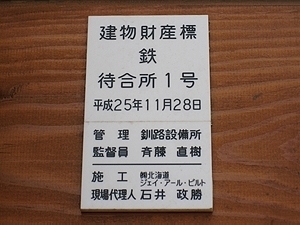 建物財産標
鉄
待合所1号
平成25年11月28日
管理 釧路設備所
監督員 斉藤 直樹
施工 ㈱北海道
ジェイ・アール・ビルト
現場代理人 石井 政勝